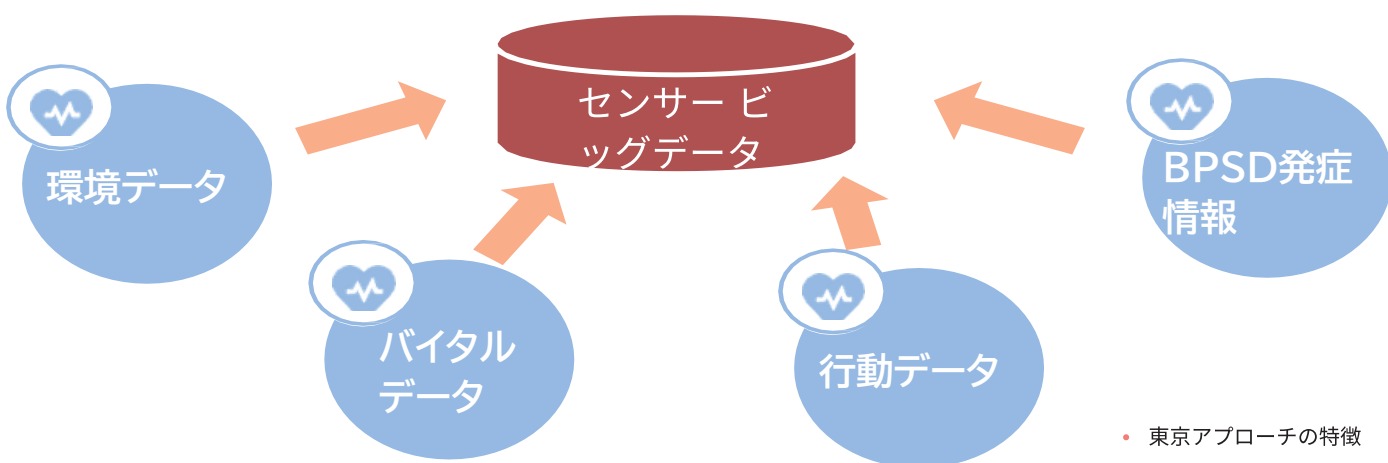 センサー ビ
ッグデータ
環境データ
BPSD発症
情報
バイタル
データ
行動データ
• 東京アプローチの特徴